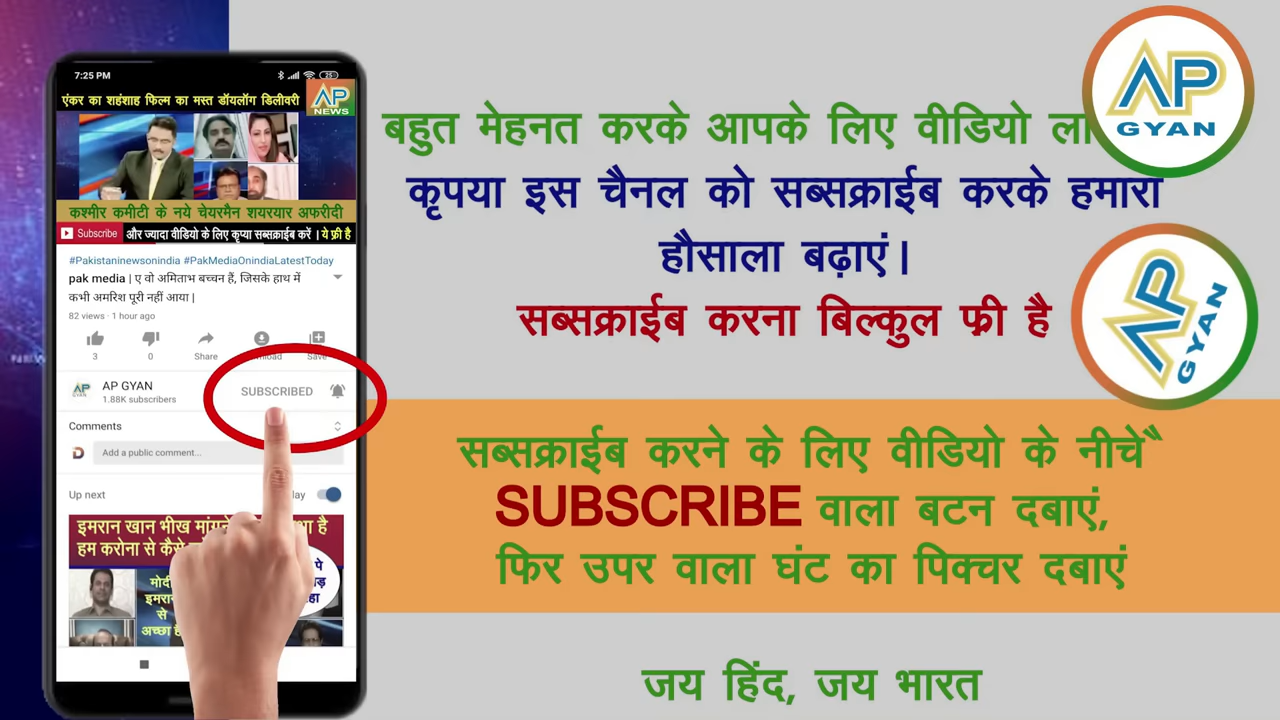 7:25 PM
25
एंकर का शहंशाह फिल्म का मस्त डॉयलॉग डिलीवरी
AP
NEWS
कश्मीर कमीटी के नये चेयरमैन शयरयार अफरीदी
Subscribe और ज्यादा वीडियो के लिए कृप्या सब्सक्राईब करें । ये फ्री है
#Pakistaninewsonindia #PakMediaOnindiaLatestToday
pak media | ए वो अमिताभ बच्चन हैं, जिसके हाथ में
कभी अमरिश पूरी नहीं आया |
82 views · 1 hour ago
3 0 Share Save
AP GYAN
1.88K subscribers
SUBSCRIBED
Comments
Add a public comment...
Up next
इमरान खान भीख मांगने है
हम करोना से कैसे
मोदी
इमरान
से
अच्छा है
पे
हा
बहुत मेहनत करके आपके लिए वीडियो
कृपया इस चैनल को सब्सक्राईब करके हमारा
हौसाला बढ़ाएं।
सब्सक्राईब करना बिल्कुल फ्री है
सब्सक्राईब करने के लिए वीडियो के नीचे"
SUBSCRIBE वाला बटन दबाएं,
फिर उपर वाला घंट का पिक्चर दबाएं
जय हिंद, जय भारत
AP
GYAN
AP
GYAN